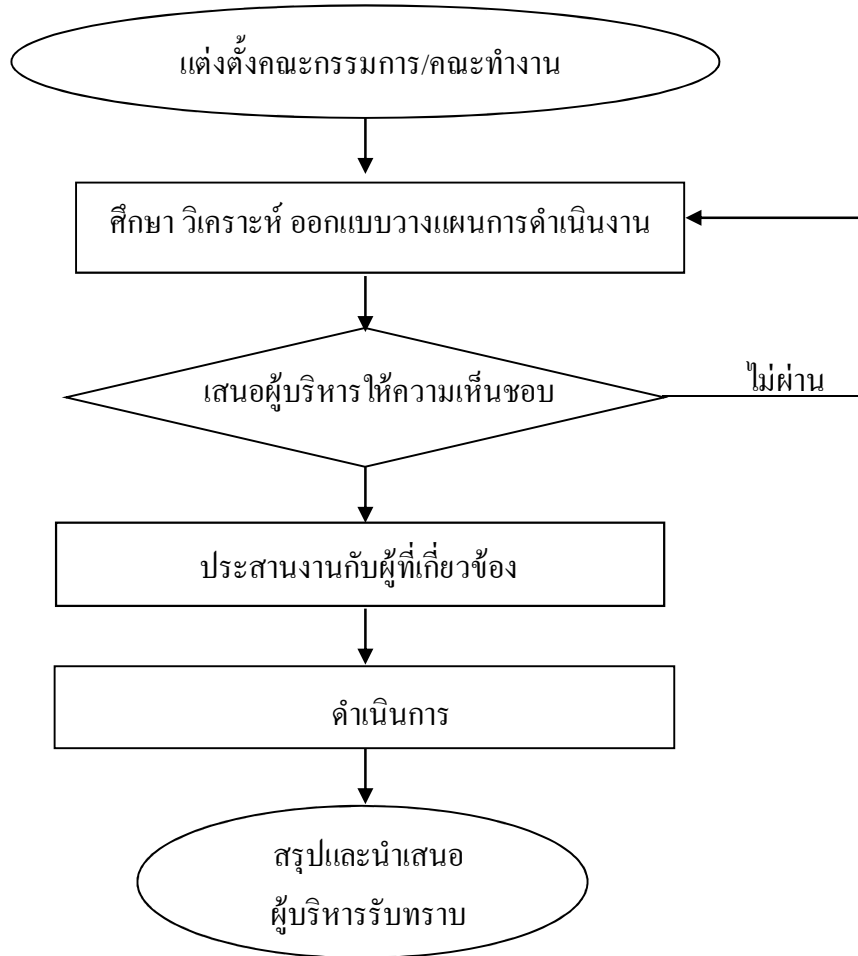 แต่งตั้งคณะกรรมการ/คณะทำงาน
ศึกษา วิเคราะห์ ออกแบบวางแผนการดำเนินงาน
เสนอผู้บริหารให้ความเห็นชอบ
ไม่ผ่าน
ประสานงานกับผู้ที่เกี่ยวข้อง
ดำเนินการ
สรุปและนำเสนอ
ผู้บริหารรับทราบ